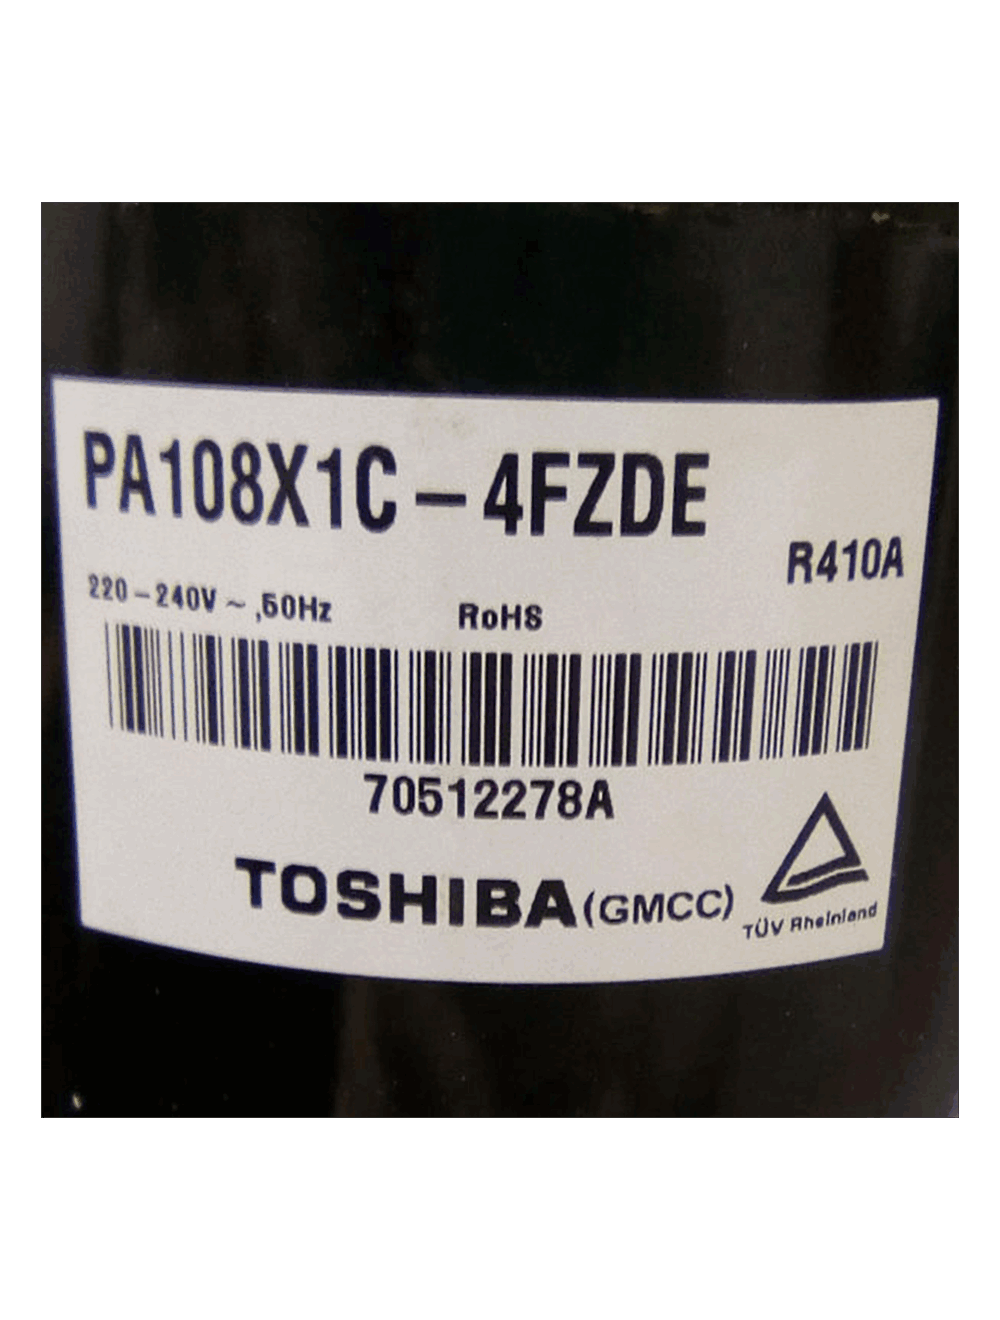 PA108X1C-4FZDE
R410A
220-240V ~ ,50Hz RoHS
70512278A
TOSHIBA (GMCC)
TÜV Rheinland